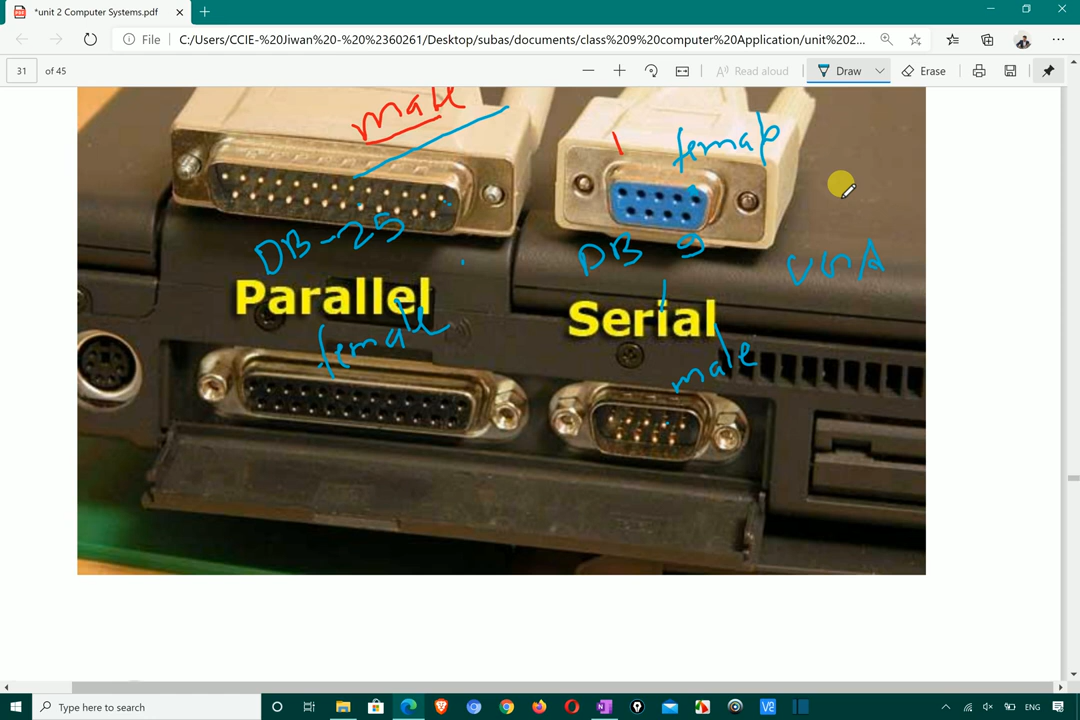 *unit 2 Computer Systems.pdf
File
C:/Users/CCIE-%20Jiwan%20-%20%2360261/Desktop/subas/documents/class%209%20computer%20Application/unit%202...
31 of 45
Read aloud
Draw
Erase
male
female
DB-25
DB 9
VGA
Parallel
Serial
female
male
Type here to search
ENG